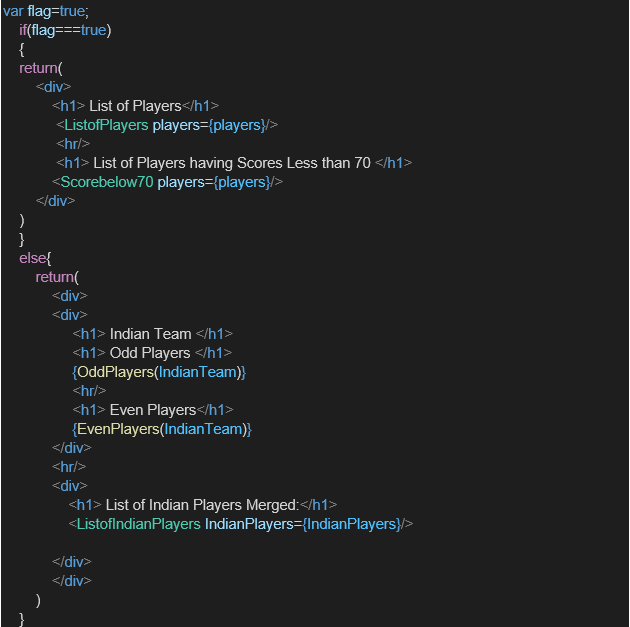 var flag=true;
if(flag===true)
{
return(
<div>
<h1> List of Players</h1>
<ListofPlayers players={players}/>
<hr/>
<h1> List of Players having Scores Less than 70 </h1>
<Scorebelow70 players={players}/>
</div>
)
}
else{
return(
<div>
<div>
<h1> Indian Team </h1>
<h1> Odd Players </h1>
{OddPlayers(IndianTeam)}
<hr/>
<h1> Even Players</h1>
{EvenPlayers(IndianTeam)}
</div>
<hr/>
<div>
<h1> List of Indian Players Merged:</h1>
<ListofIndianPlayers IndianPlayers={IndianPlayers}/>
</div>
</div>
)
}